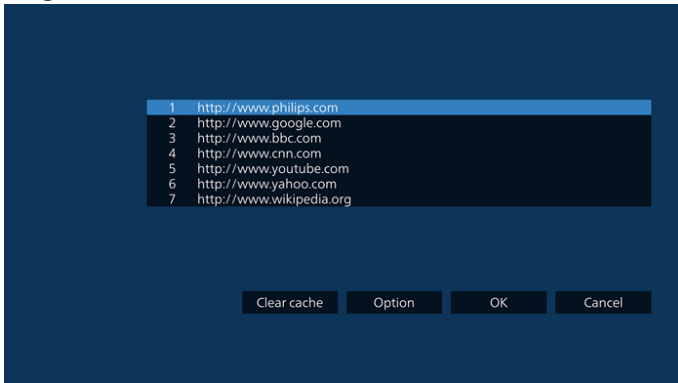 1 http://www.philips.com
2 http://www.google.com
3 http://www.bbc.com
4 http://www.cnn.com
5 http://www.youtube.com
6 http://www.yahoo.com
7 http://www.wikipedia.org
Clear cache Option OK Cancel